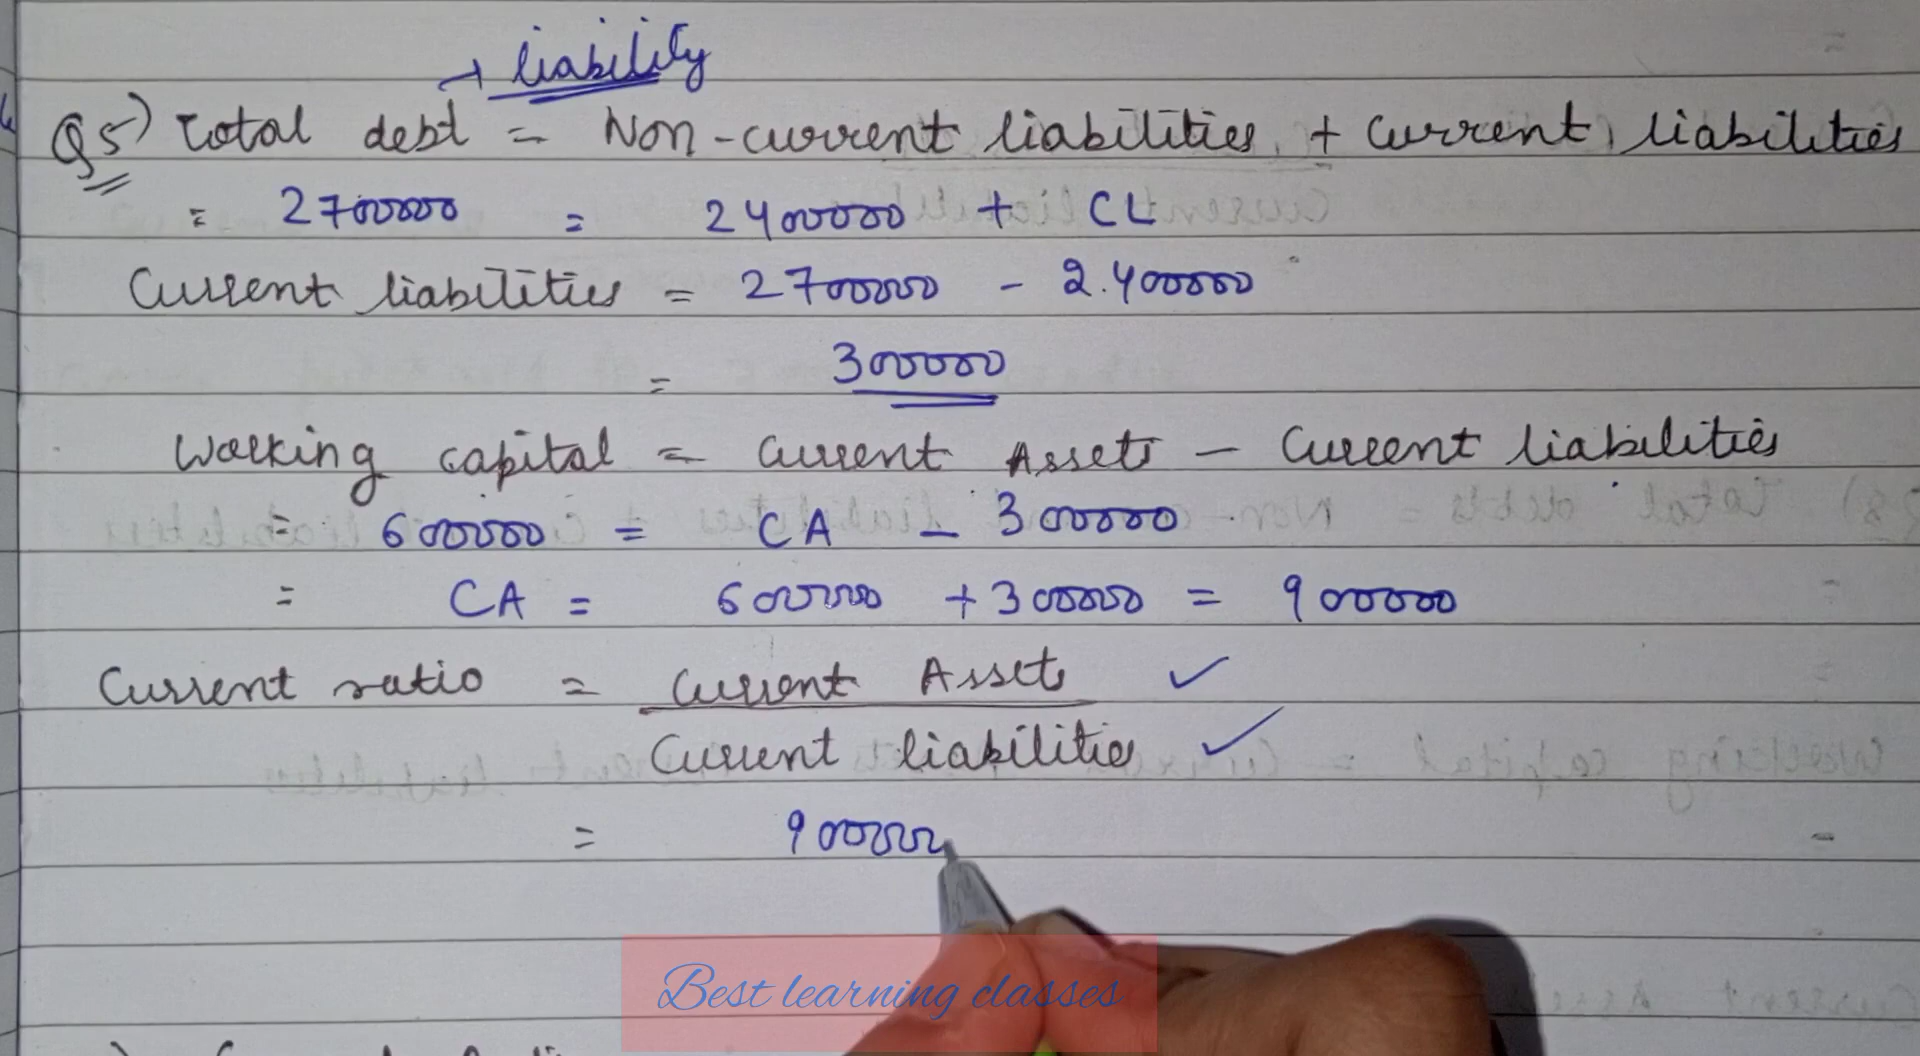 → liability
Q5) Total debt = Non-current liabilities + Current liabilities
= 2700000 = 2400000 + CL
Current liabilities = 2700000 - 2.400000
= 300000
Working capital = Current Assets - Current liabilities
= 600000 = CA - 300000
= CA = 600000 + 300000 = 900000
Current ratio = Current Assets ✓
Current liabilities ✓
= 900000
Best learning classes